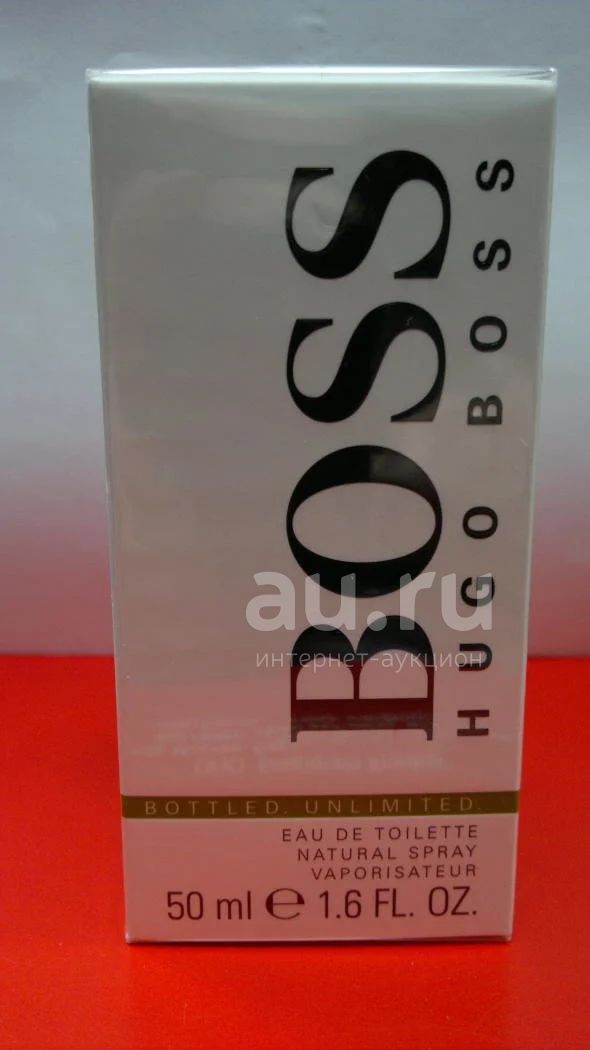 BOSS
HUGO BOSS
au.ru
интернет-аукцион
BOTTLED. UNLIMITED.
EAU DE TOILETTE
NATURAL SPRAY
VAPORISATEUR
50 ml ℮ 1.6 FL. OZ.